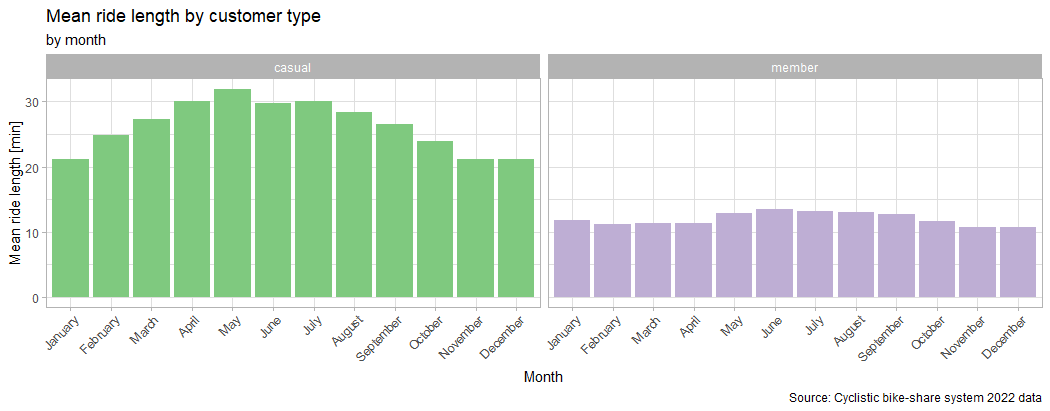 Mean ride length by customer type
by month
casual
member
Mean ride length [min]
30
20
10
0
January February March April May June July August September October November December
January February March April May June July August September October November December
Month
Source: Cyclistic bike-share system 2022 data